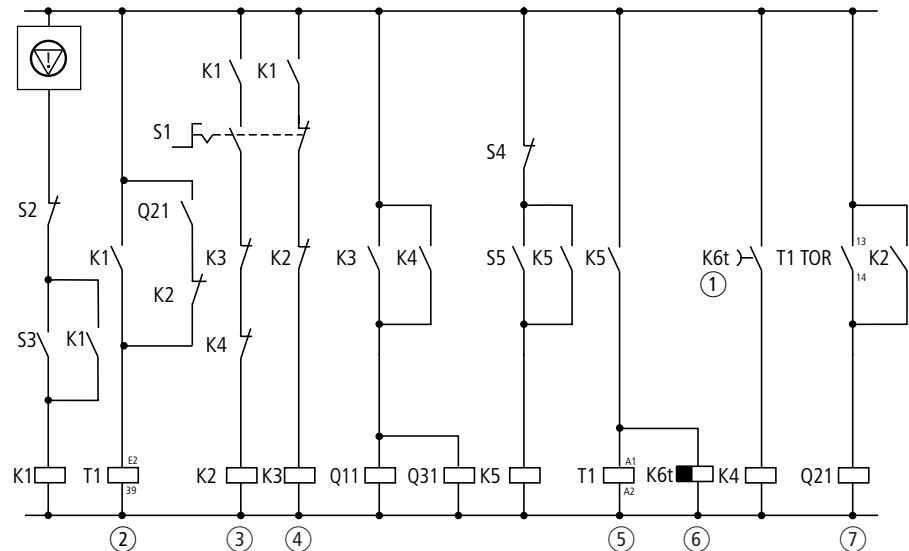 !
K1 K1
S1
S4
S2 Q21
K1 K3 K2 K3 K4 S5 K5 K5 K6t T1 TOR 13 14 K2
1
K2
S3 K1 K4
K1 T1 E2 39 K2 K3 Q11 Q31 K5 T1 A1 A2 K6t K4 Q21
2 3 4 5 6 7